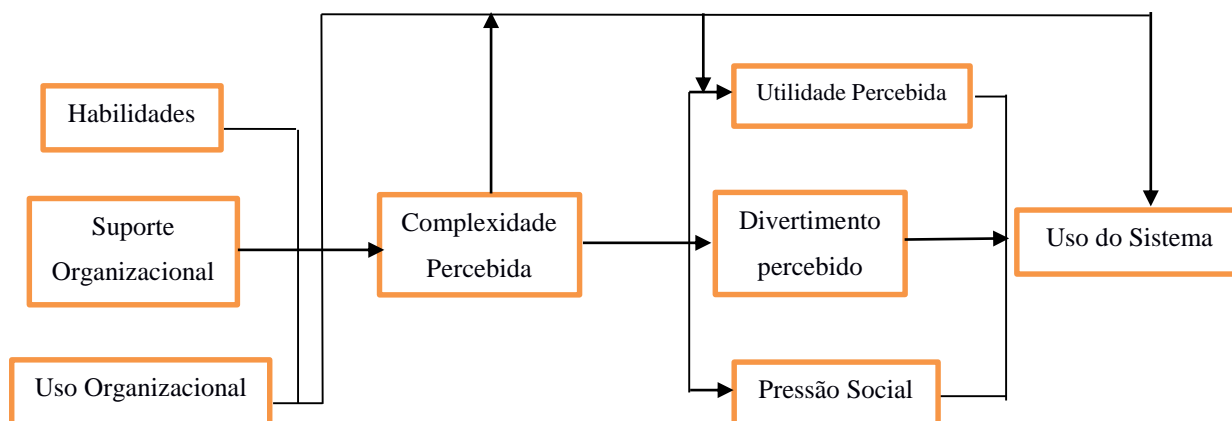 Habilidades
Suporte
Organizacional
Uso Organizacional
Complexidade
Percebida
Utilidade Percebida
Divertimento
percebido
Pressão Social
Uso do Sistema